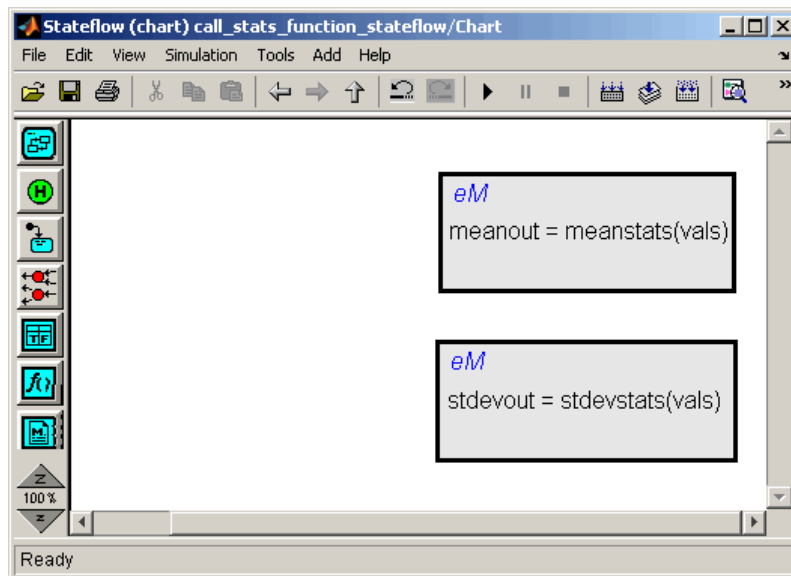 Stateflow (chart) call_stats_function_stateflow/Chart
File Edit View Simulation Tools Add Help
eM
meanout = meanstats(vals)
eM
stdevout = stdevstats(vals)
H
TF
f()
M
Z
100 %
z
Ready